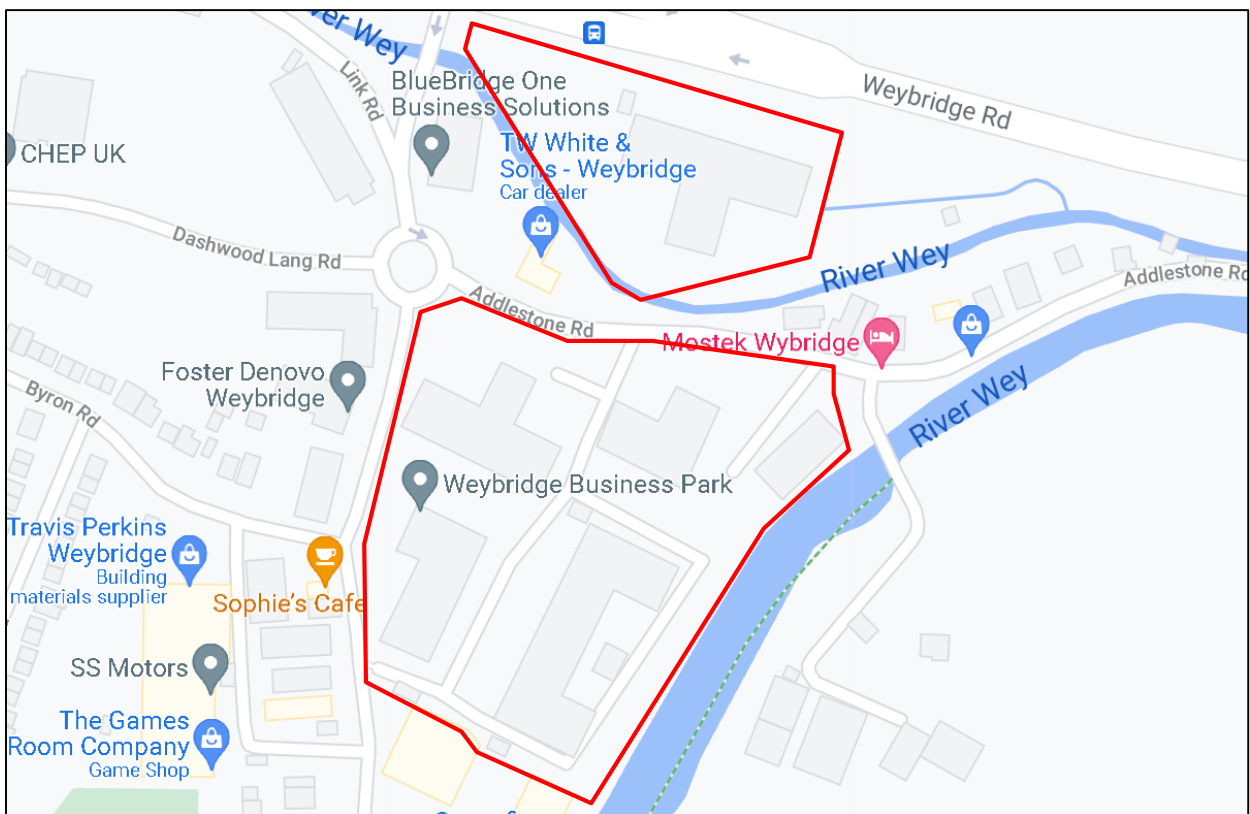 River Wey
Link Rd
BlueBridge One
Business Solutions
Weybridge Rd
CHEP UK
TW White &
Sons - Weybridge
Car dealer
Dashwood Lang Rd
River Wey
Addlestone Rd
Addlestone Rd
Mostek Wybridge
Foster Denovo
Weybridge
Byron Rd
River Wey
Weybridge Business Park
Travis Perkins
Weybridge
Building
materials supplier
Sophie's Cafe
SS Motors
The Games
Room Company
Game Shop